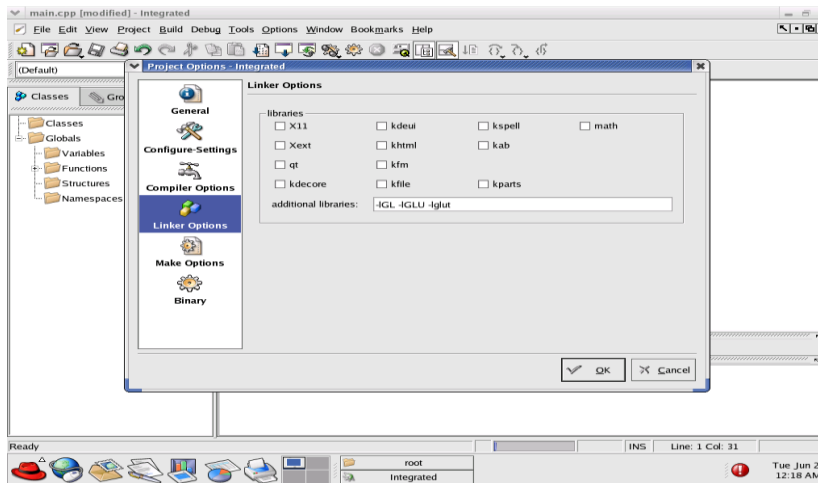 main.cpp [modified] - Integrated
File Edit View Project Build Debug Tools Options Window Bookmarks Help
(Default)
Project Options - Integrated
Classes
Gro
Classes
Globals
Variables
Functions
Structures
Namespaces
General
Configure-Settings
Compiler Options
Linker Options
Make Options
Binary
Linker Options
libraries
X11 kdeui kspell math
Xext khtml kab
qt kfm
kdecore kfile kparts
additional libraries: -lGL -lGLU -lglut
OK Cancel
Ready INS Line: 1 Col: 31
root
Integrated
Tue Jun 2
12:18 AM